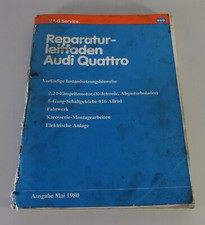 V·A·G Service.
Reparatur-
leitfaden
Audi Quattro
Vorläufige Instandsetzungshinweise
2,2 l-Einspritzmotor (K-Jetronic, Abgasturbolader)
5-Gang-Schaltgetriebe 016 Allrad
Fahrwerk
Karosserie-Montagearbeiten
Elektrische Anlage
Ausgabe Mai 1980